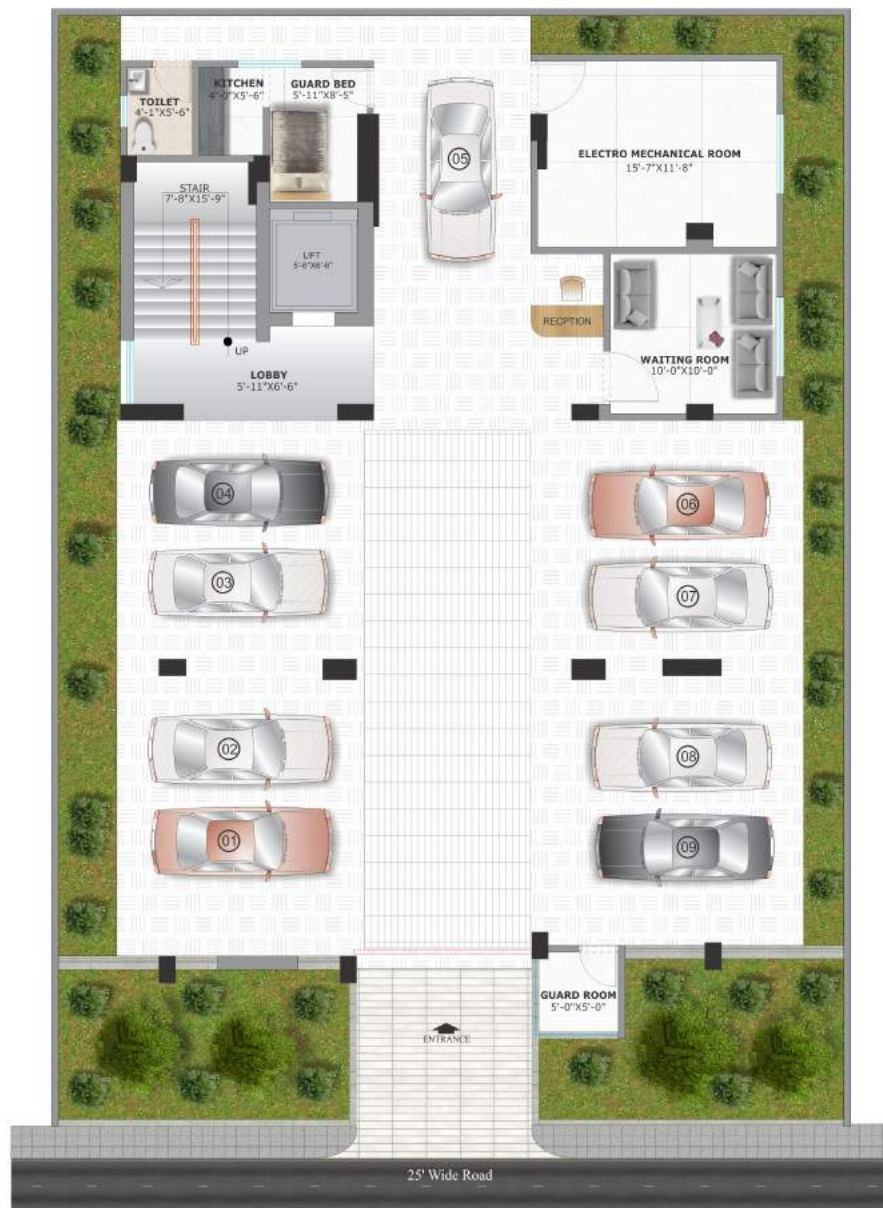 KITCHEN
4'-0"X5'-6"
GUARD BED
5'-11"X8'-5"
TOILET
4'-1"X5'-6"
05
ELECTRO MECHANICAL ROOM
15'-7"X11'-8"
STAIR
7'-8"X15'-9"
LIFT
RECPTION
UP
WAITING ROOM
10'-0"X10'-0"
LOBBY
5'-11"X6'-6"
04
06
03
07
02
08
01
09
GUARD ROOM
5'-0"X5'-0"
ENTRANCE
25' Wide Road